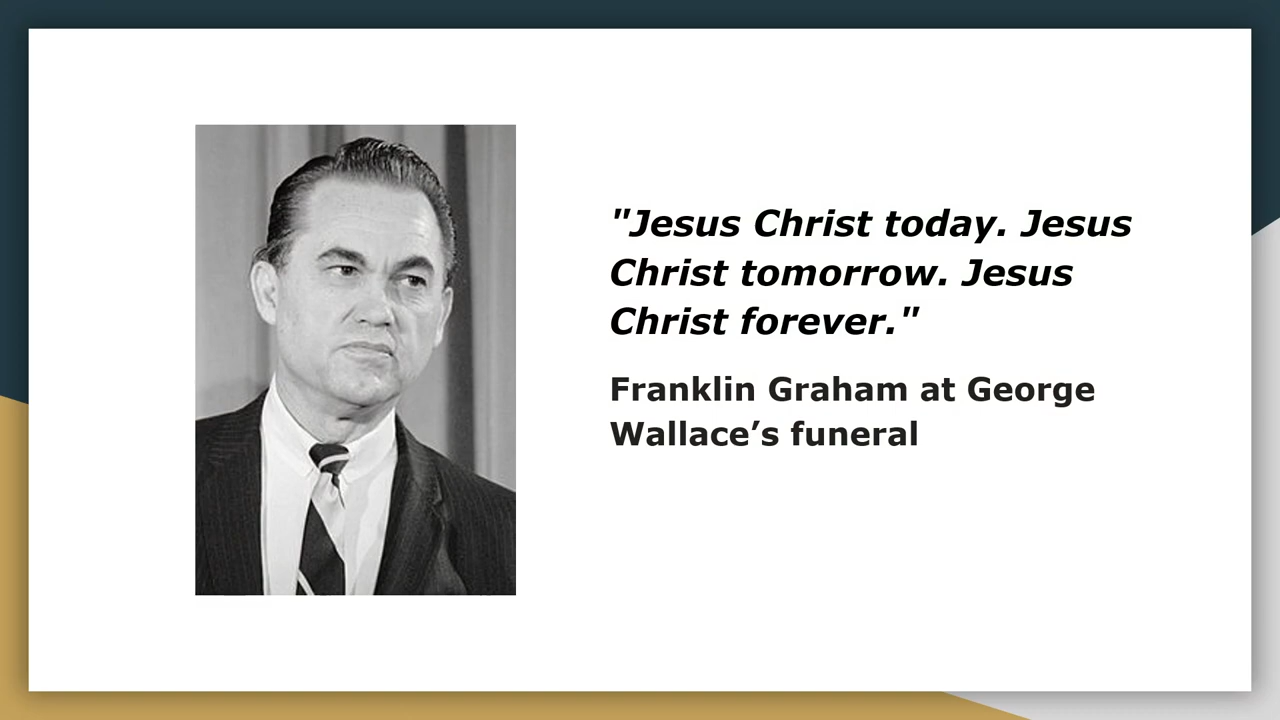 "Jesus Christ today. Jesus
Christ tomorrow. Jesus
Christ forever."
Franklin Graham at George
Wallace’s funeral